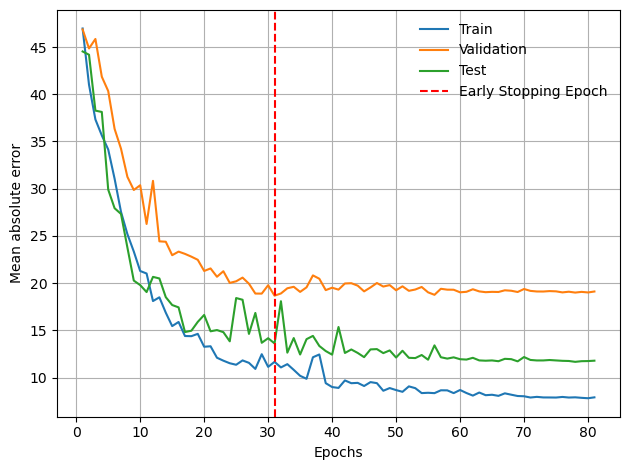 Train
Validation
Test
Early Stopping Epoch
Mean absolute error
45
40
35
30
25
20
15
10
0 10 20 30 40 50 60 70 80
Epochs